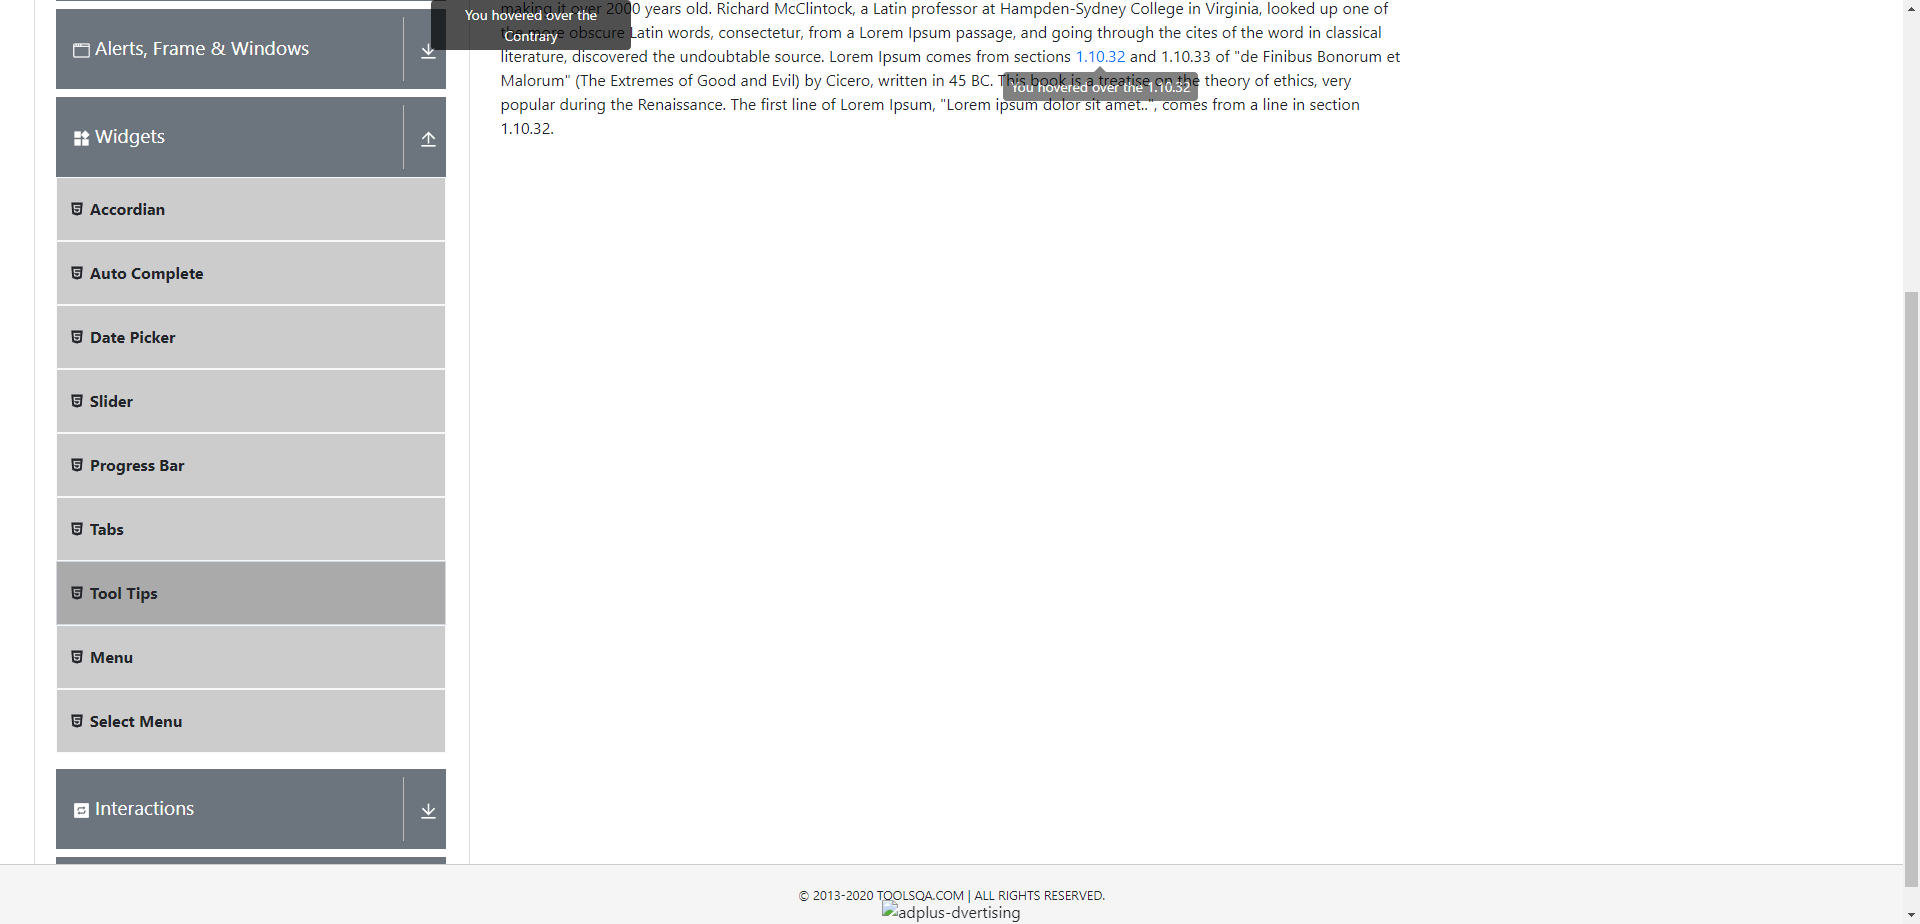 Alerts, Frame & Windows
Widgets
Accordian
Auto Complete
Date Picker
Slider
Progress Bar
Tabs
Tool Tips
Menu
Select Menu
Interactions
You hovered over the
Contrary
making it over 2000 years old. Richard McClintock, a Latin professor at Hampden-Sydney College in Virginia, looked up one of
the more obscure Latin words, consectetur, from a Lorem Ipsum passage, and going through the cites of the word in classical
literature, discovered the undoubtable source. Lorem Ipsum comes from sections 1.10.32 and 1.10.33 of "de Finibus Bonorum et
Malorum" (The Extremes of Good and Evil) by Cicero, written in 45 BC. This book is a treatise on the theory of ethics, very
You hovered over the 1.10.32
popular during the Renaissance. The first line of Lorem Ipsum, "Lorem ipsum dolor sit amet..", comes from a line in section
1.10.32.
© 2013-2020 TOOLSQA.COM | ALL RIGHTS RESERVED.
adplus-dvertising